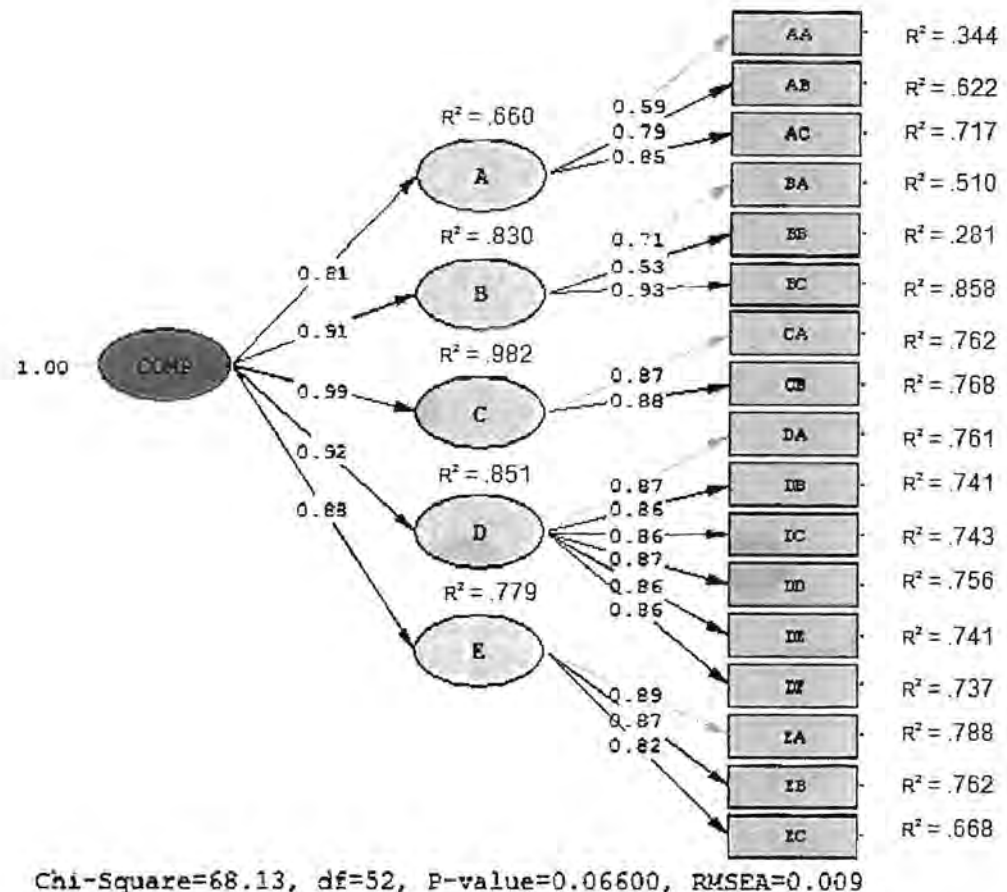 AA R² = .344
AB R² = .622
AC R² = .717
BA R² = .510
BB R² = .281
BC R² = .858
CA R² = .762
CB R² = .768
DA R² = .761
DB R² = .741
DC R² = .743
DD R² = .756
DE R² = .741
DF R² = .737
EA R² = .788
EB R² = .762
EC R² = .668
R² = .660
A
0.59
0.79
0.85
R² = .830
B
0.71
0.53
0.93
R² = .982
C
0.87
0.88
R² = .851
D
0.87
0.86
0.86
0.87
0.86
0.86
R² = .779
E
0.89
0.87
0.82
1.00
COMP
0.81
0.91
0.99
0.92
0.88
Chi-Square=68.13, df=52, P-value=0.06600, RMSEA=0.009